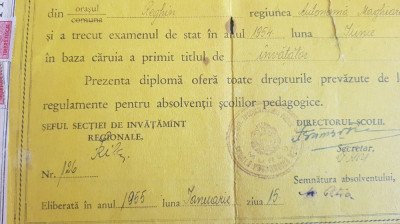 din orașul comuna Reghin regiunea Autonomă Maghiară
și a trecut examenul de stat în anul 1954 luna Iunie
în baza căruia a primit titlul de învățător
Prezenta diplomă oferă toate drepturile prevăzute de l
regulamente pentru absolvenții școlilor pedagogice.
ȘEFUL SECȚIEI DE INVĂȚĂMÎNT
REGIONALE,
DIRECTORUL ȘCOLII,
Secretar,
Nr. 126
Semnătura absolventului,
Eliberată în anul 1955 luna Ianuarie ziua 15